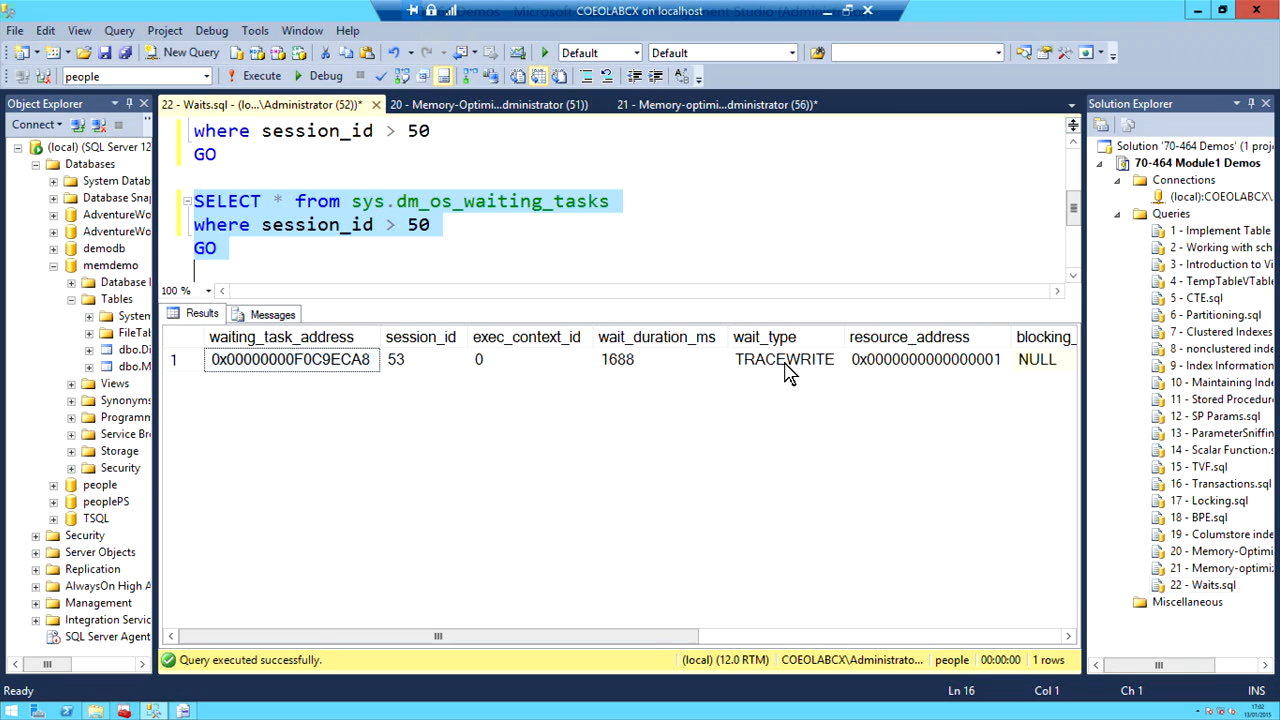 COEOLABCX on localhost
File Edit View Query Project Debug Tools Window Help
New Query Default Default
people Execute Debug
Object Explorer
Connect
(local) (SQL Server 12
Databases
System Datab
Database Snap
AdventureWo
AdventureWo
demodb
memdemo
Database I
Tables
System
FileTab
dbo.Di
dbo.M
Views
Synonyms
Programn
Service Br
Storage
Security
people
peoplePS
TSQL
Security
Server Objects
Replication
AlwaysOn High A
Management
Integration Servic
SQL Server Agent
22 - Waits.sql - (lo...\Administrator (52))* 20 - Memory-Optimi...dministrator (51)) 21 - Memory-optimi...dministrator (56))*
where session_id > 50
GO
SELECT * from sys.dm_os_waiting_tasks
where session_id > 50
GO
100 %
Results Messages
waiting_task_address session_id exec_context_id wait_duration_ms wait_type resource_address blocking_
1 0x00000000F0C9ECA8 53 0 1688 TRACEWRITE 0x0000000000000001 NULL
Query executed successfully. (local) (12.0 RTM) COEOLABCX\Administrato... people 00:00:00 1 rows
Solution Explorer
Solution '70-464 Demos' (1 proj
70-464 Module1 Demos
Connections
(local):COEOLABCX\
Queries
1 - Implement Table
2 - Working with sch
3 - Introduction to Vi
4 - TempTableVTable
5 - CTE.sql
6 - Partitioning.sql
7 - Clustered Indexes
8 - nonclustered inde
9 - Index Information
10 - Maintaining Inde
11 - Stored Procedure
12 - SP Params.sql
13 - ParameterSniffin
14 - Scalar Function.s
15 - TVF.sql
16 - Transactions.sql
17 - Locking.sql
18 - BPE.sql
19 - Columstore inde
20 - Memory-Optimi
21 - Memory-optimi:
22 - Waits.sql
Miscellaneous
Ready Ln 16 Col 1 Ch 1 INS
17:02
13/01/2015